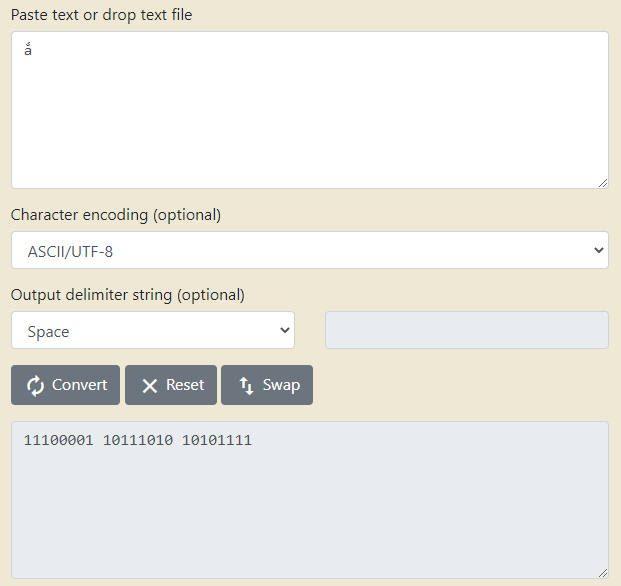 Paste text or drop text file
ắ
Character encoding (optional)
ASCII/UTF-8
Output delimiter string (optional)
Space
Convert Reset Swap
11100001 10111010 10101111